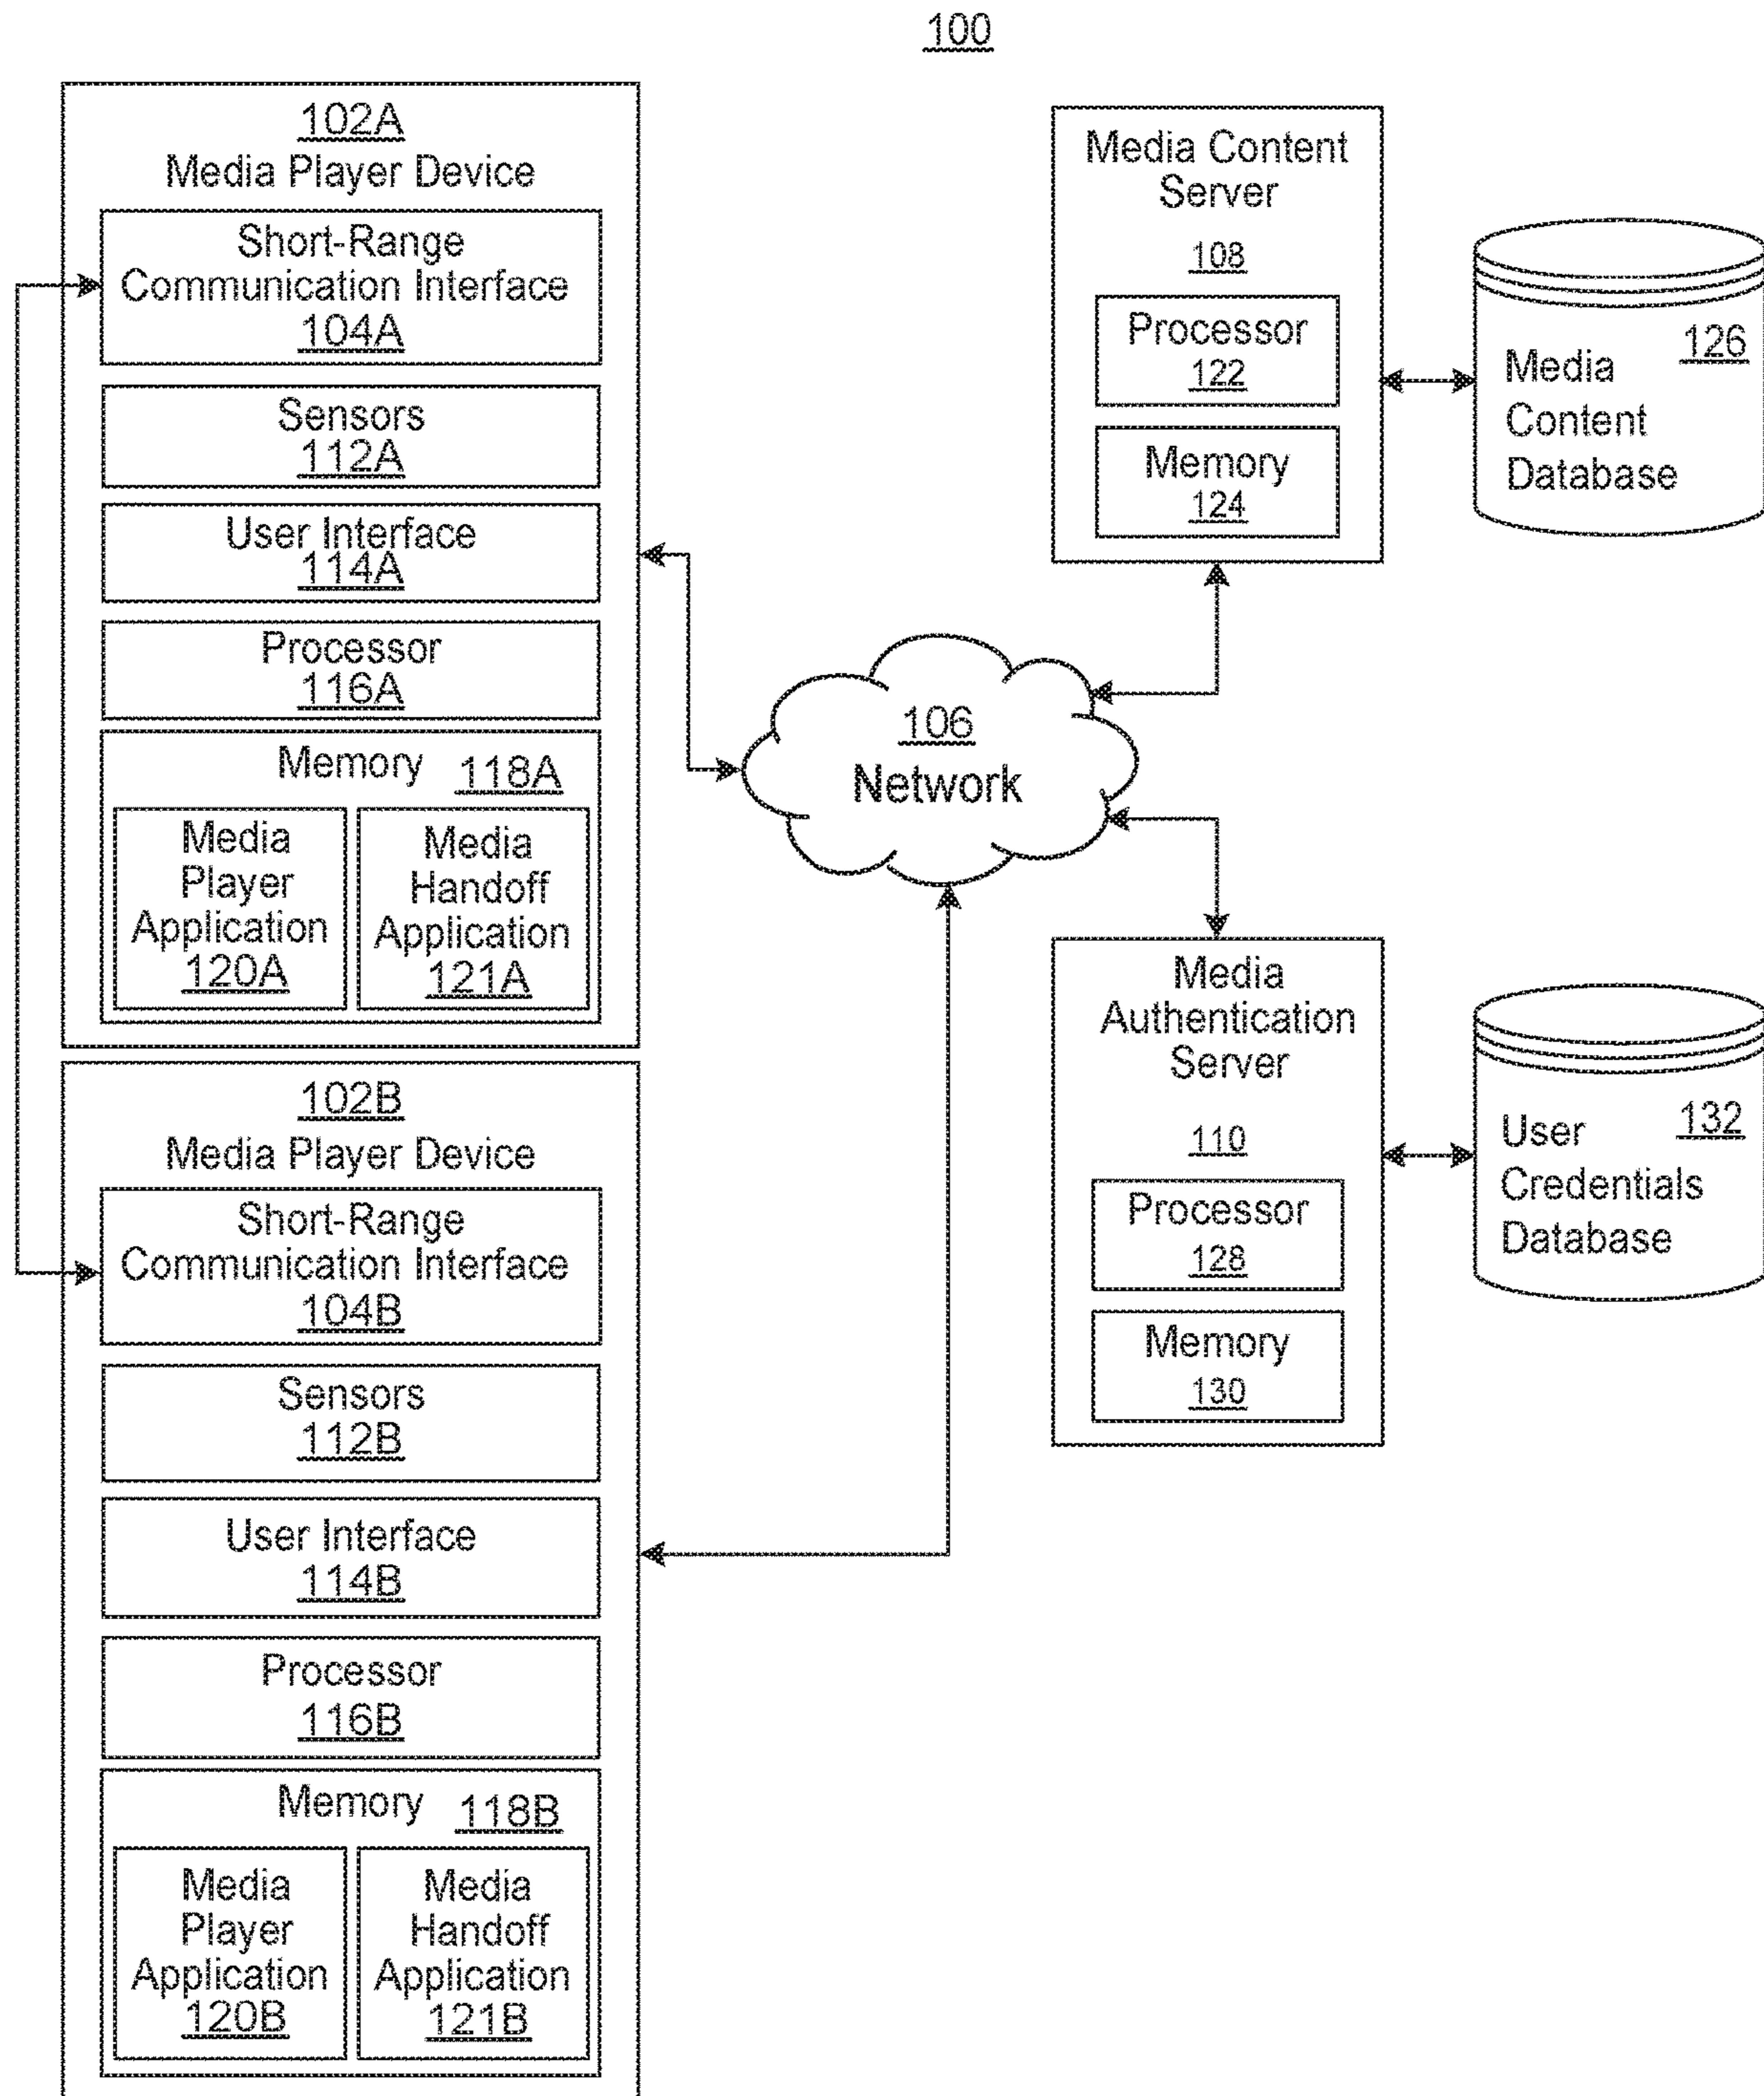 100
102A
Media Player Device
Short-Range
Communication Interface
104A
Sensors
112A
User Interface
114A
Processor
116A
Memory 118A
Media
Player
Application
120A
Media
Handoff
Application
121A
102B
Media Player Device
Short-Range
Communication Interface
104B
Sensors
112B
User Interface
114B
Processor
116B
Memory 118B
Media
Player
Application
120B
Media
Handoff
Application
121B
106
Network
Media Content
Server
108
Processor
122
Memory
124
126
Media
Content
Database
Media
Authentication
Server
110
Processor
128
Memory
130
132
User
Credentials
Database